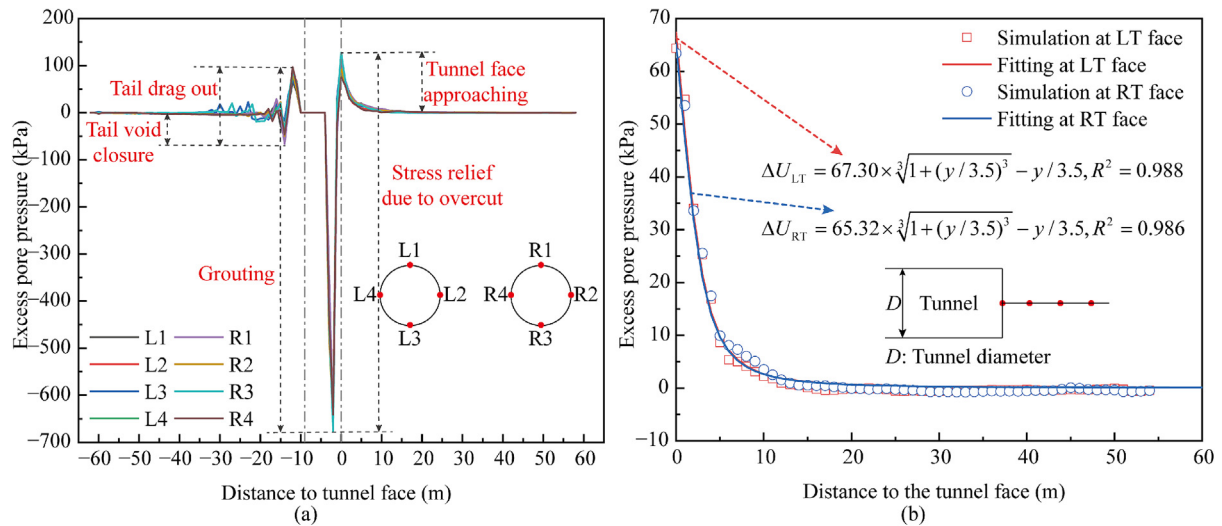 200
100
0
−100
−200
−300
−400
−500
−600
−700
Excess pore pressure (kPa)
Tail drag out
Tail void
closure
Tunnel face
approaching
Stress relief
due to overcut
Grouting
L1
L4
L2
L3
R1
R4
R2
R3
L1 R1
L2 R2
L3 R3
L4 R4
−60 −50 −40 −30 −20 −10 0 10 20 30 40 50 60
Distance to tunnel face (m)
(a)
70
60
50
40
30
20
10
0
−10
Excess pore pressure (kPa)
Simulation at LT face
Fitting at LT face
Simulation at RT face
Fitting at RT face
ΔU_LT = 67.30 × ∛(1+(y/3.5)³) − y/3.5, R² = 0.988
ΔU_RT = 65.32 × ∛(1+(y/3.5)³) − y/3.5, R² = 0.986
D
Tunnel
D: Tunnel diameter
0 10 20 30 40 50 60
Distance to the tunnel face (m)
(b)